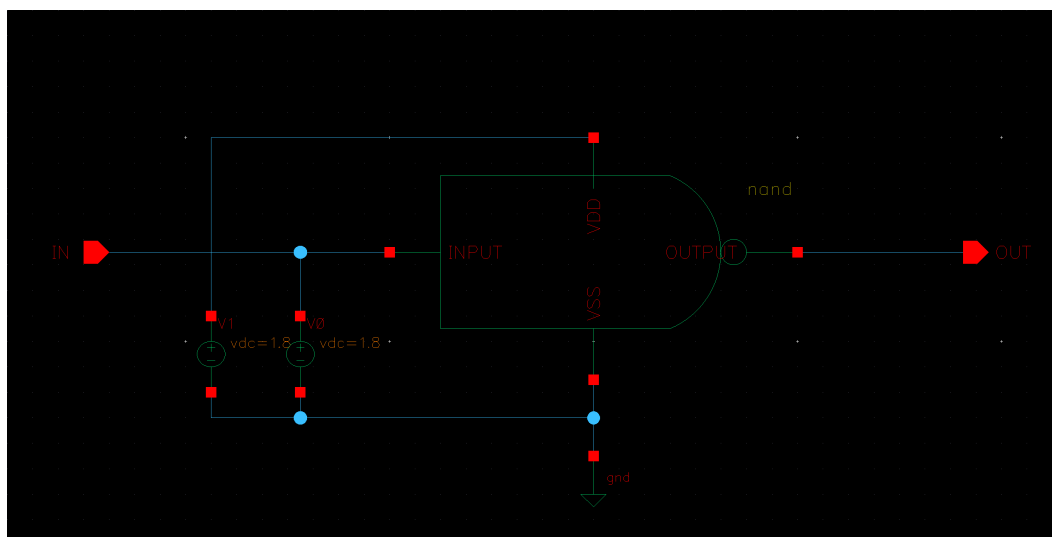 nand
VDD
IN
INPUT
OUTPUT
OUT
VSS
V1
V0
vdc=1.8
vdc=1.8
gnd